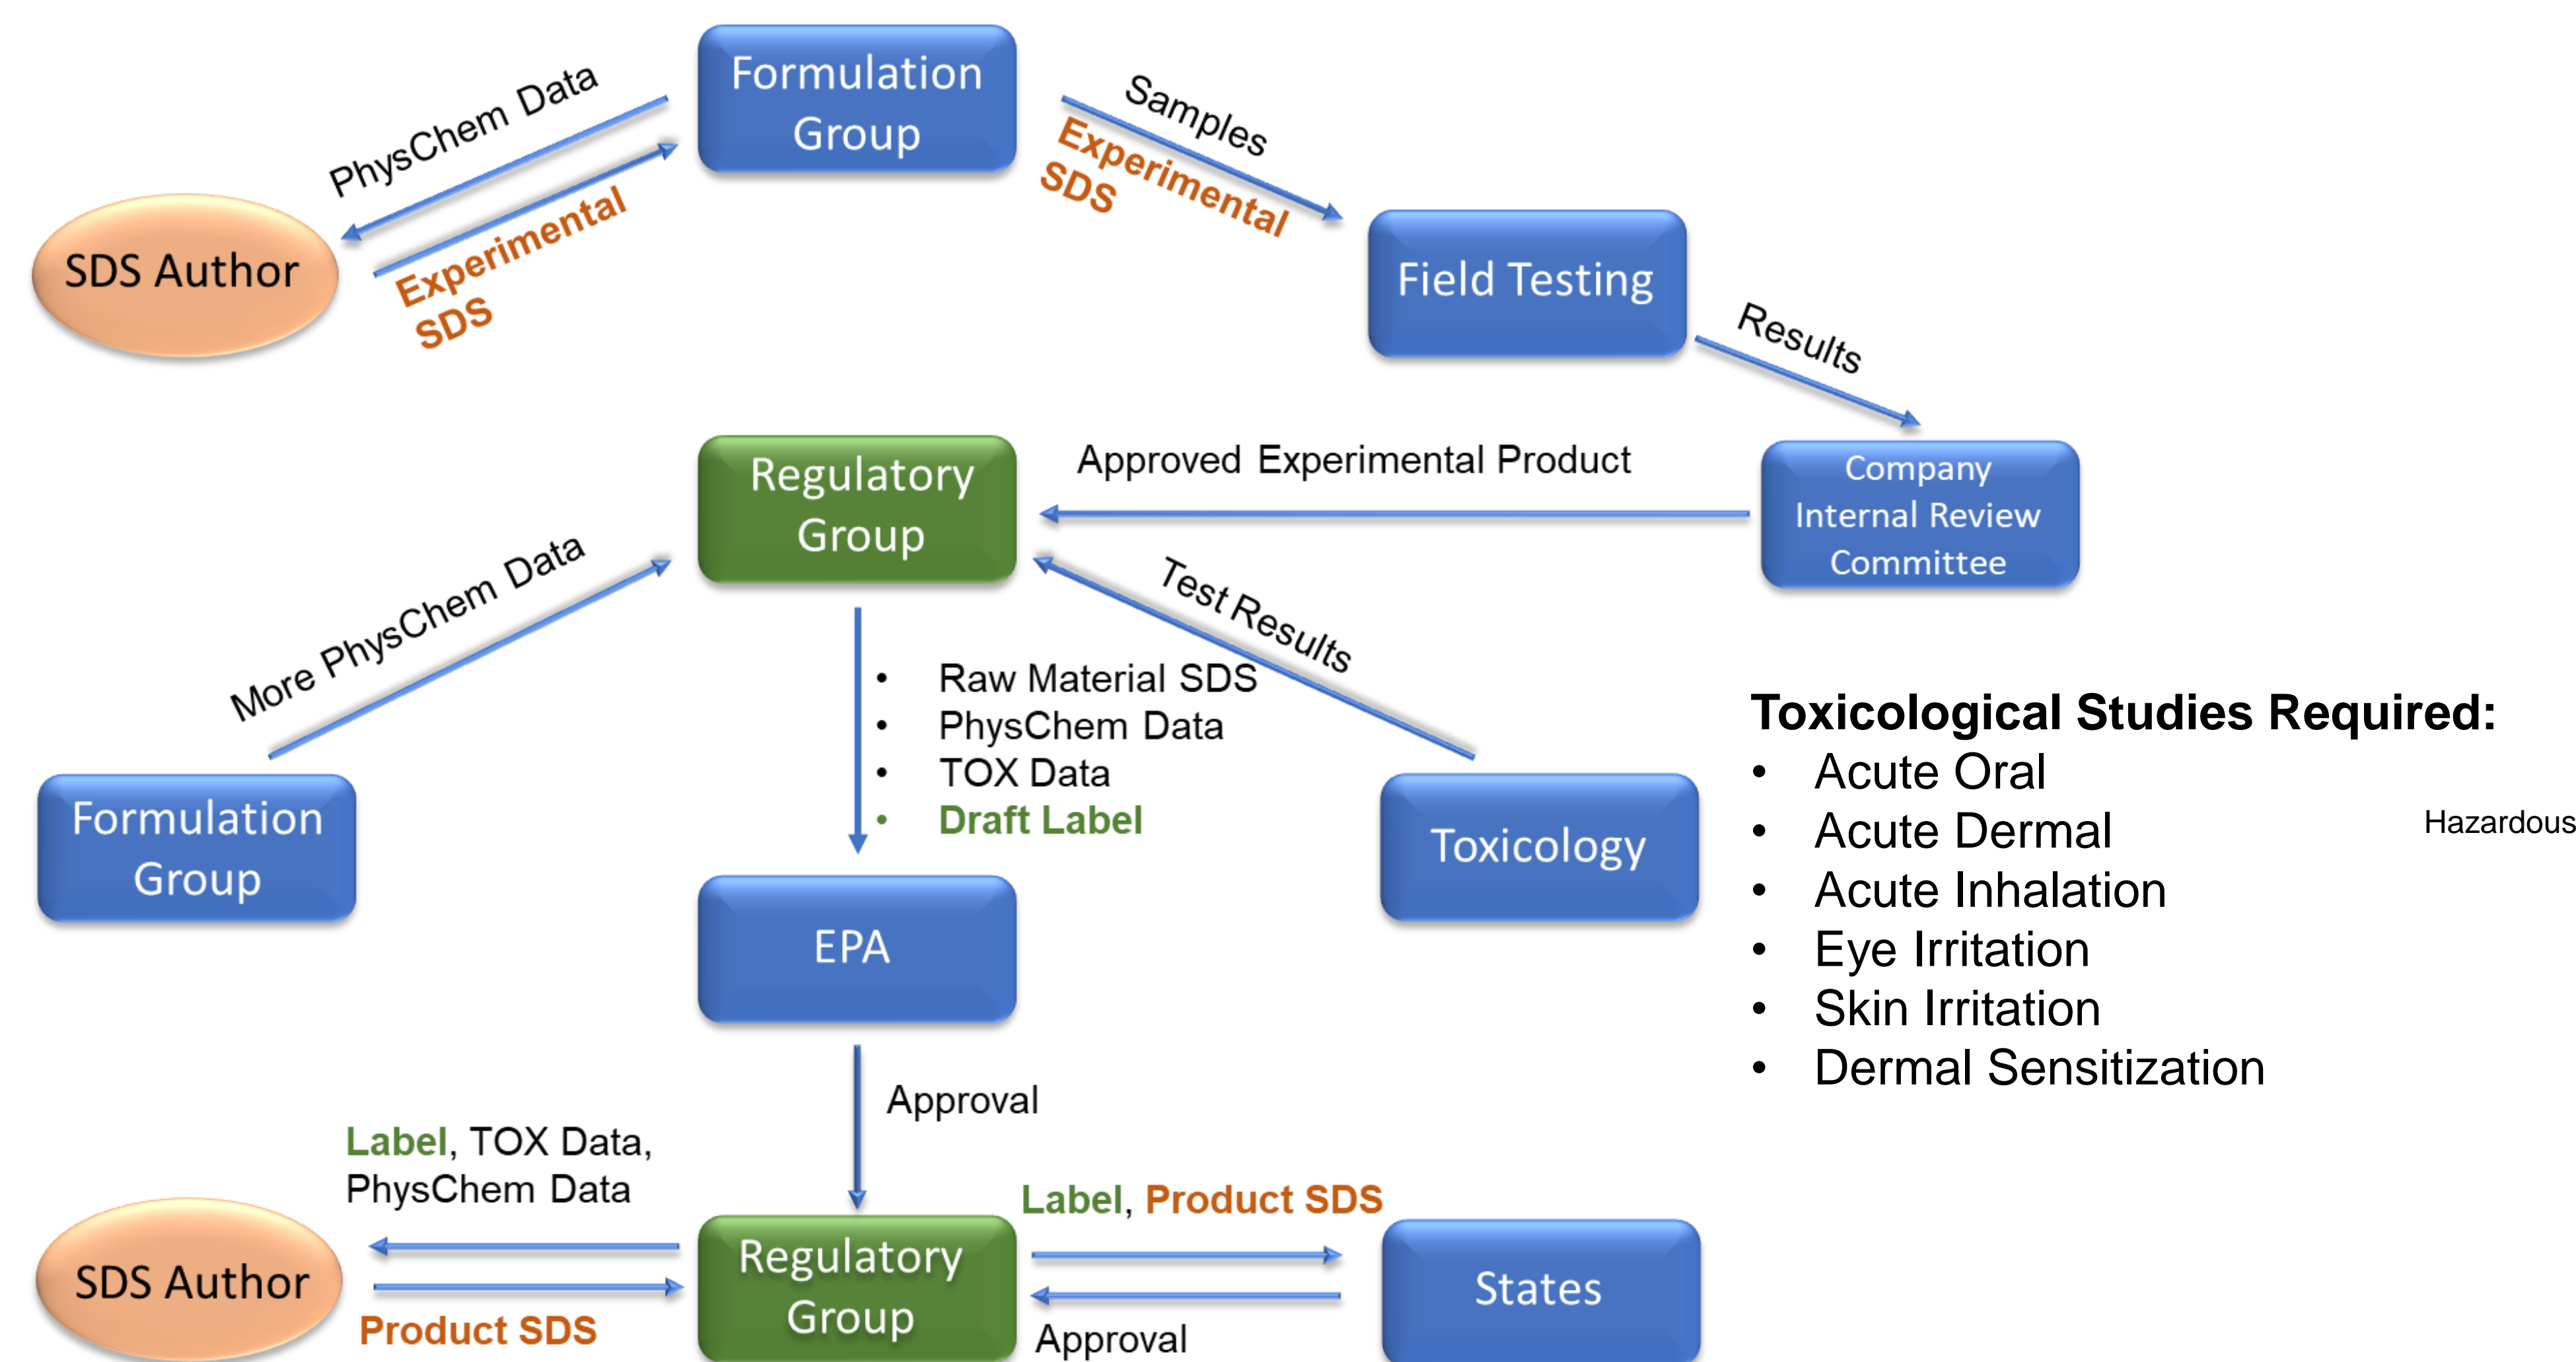 Formulation
Group
PhysChem Data
Experimental
SDS
SDS Author
Samples
Experimental
SDS
Field Testing
Results
Company
Internal Review
Committee
Approved Experimental Product
Regulatory
Group
More PhysChem Data
Formulation
Group
Test Results
Toxicology
• Raw Material SDS
• PhysChem Data
• TOX Data
• Draft Label
EPA
Toxicological Studies Required:
• Acute Oral
• Acute Dermal
• Acute Inhalation
• Eye Irritation
• Skin Irritation
• Dermal Sensitization
Hazardous
Approval
Label, TOX Data,
PhysChem Data
SDS Author
Product SDS
Regulatory
Group
Label, Product SDS
Approval
States